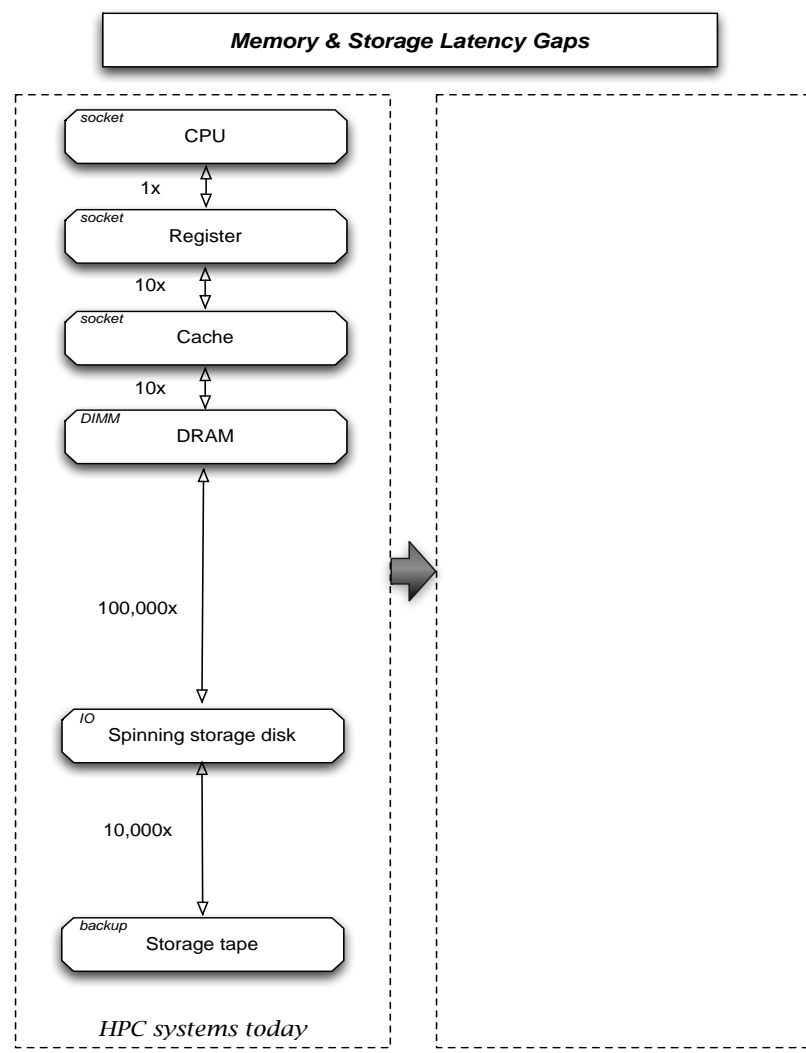 Memory & Storage Latency Gaps
socket
CPU
1x
socket
Register
10x
socket
Cache
10x
DIMM
DRAM
100,000x
IO
Spinning storage disk
10,000x
backup
Storage tape
HPC systems today